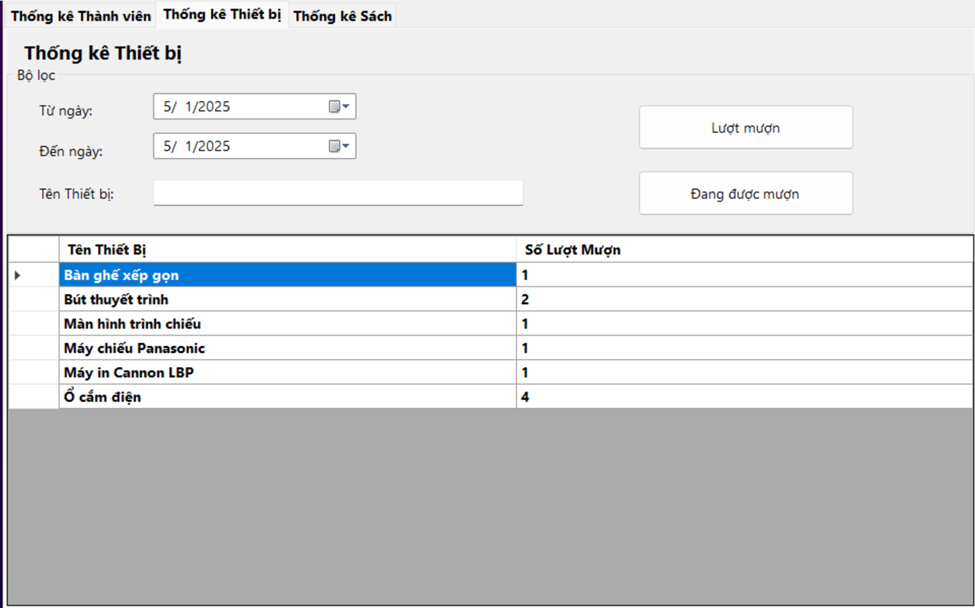 Thống kê Thành viên Thống kê Thiết bị Thống kê Sách
Thống kê Thiết bị
Bộ lọc
Từ ngày: 5/ 1/2025
Lượt mượn
Đến ngày: 5/ 1/2025
Tên Thiết bị:
Đang được mượn
Tên Thiết Bị Số Lượt Mượn
Bàn ghế xếp gọn 1
Bút thuyết trình 2
Màn hình trình chiếu 1
Máy chiếu Panasonic 1
Máy in Cannon LBP 1
Ổ cắm điện 4